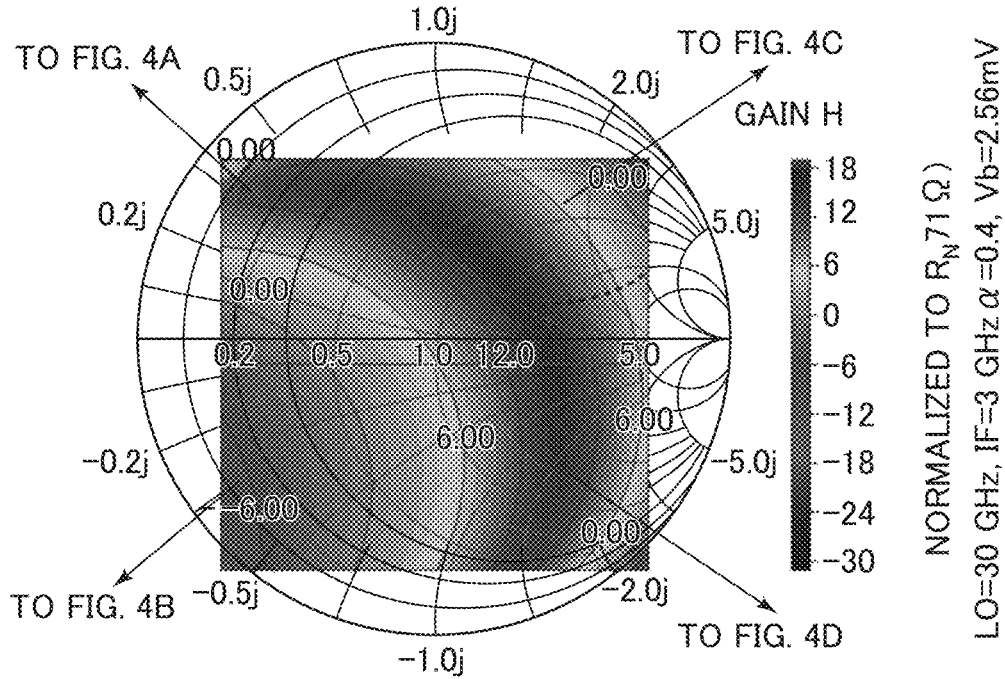 1.0j
TO FIG. 4A
TO FIG. 4C
0.5j
2.0j
GAIN H
0.00
0.00
18
12
6
0
-6
-12
-18
-24
-30
0.2j
5.0j
0.00
0.2
0.5
1.0
12.0
5.0
6.00
6.00
-0.2j
-5.0j
-6.00
0.00
TO FIG. 4B
-0.5j
-2.0j
TO FIG. 4D
-1.0j
NORMALIZED TO RN71Ω)
LO=30 GHz, IF=3 GHz α=0.4, Vb=2.56mV